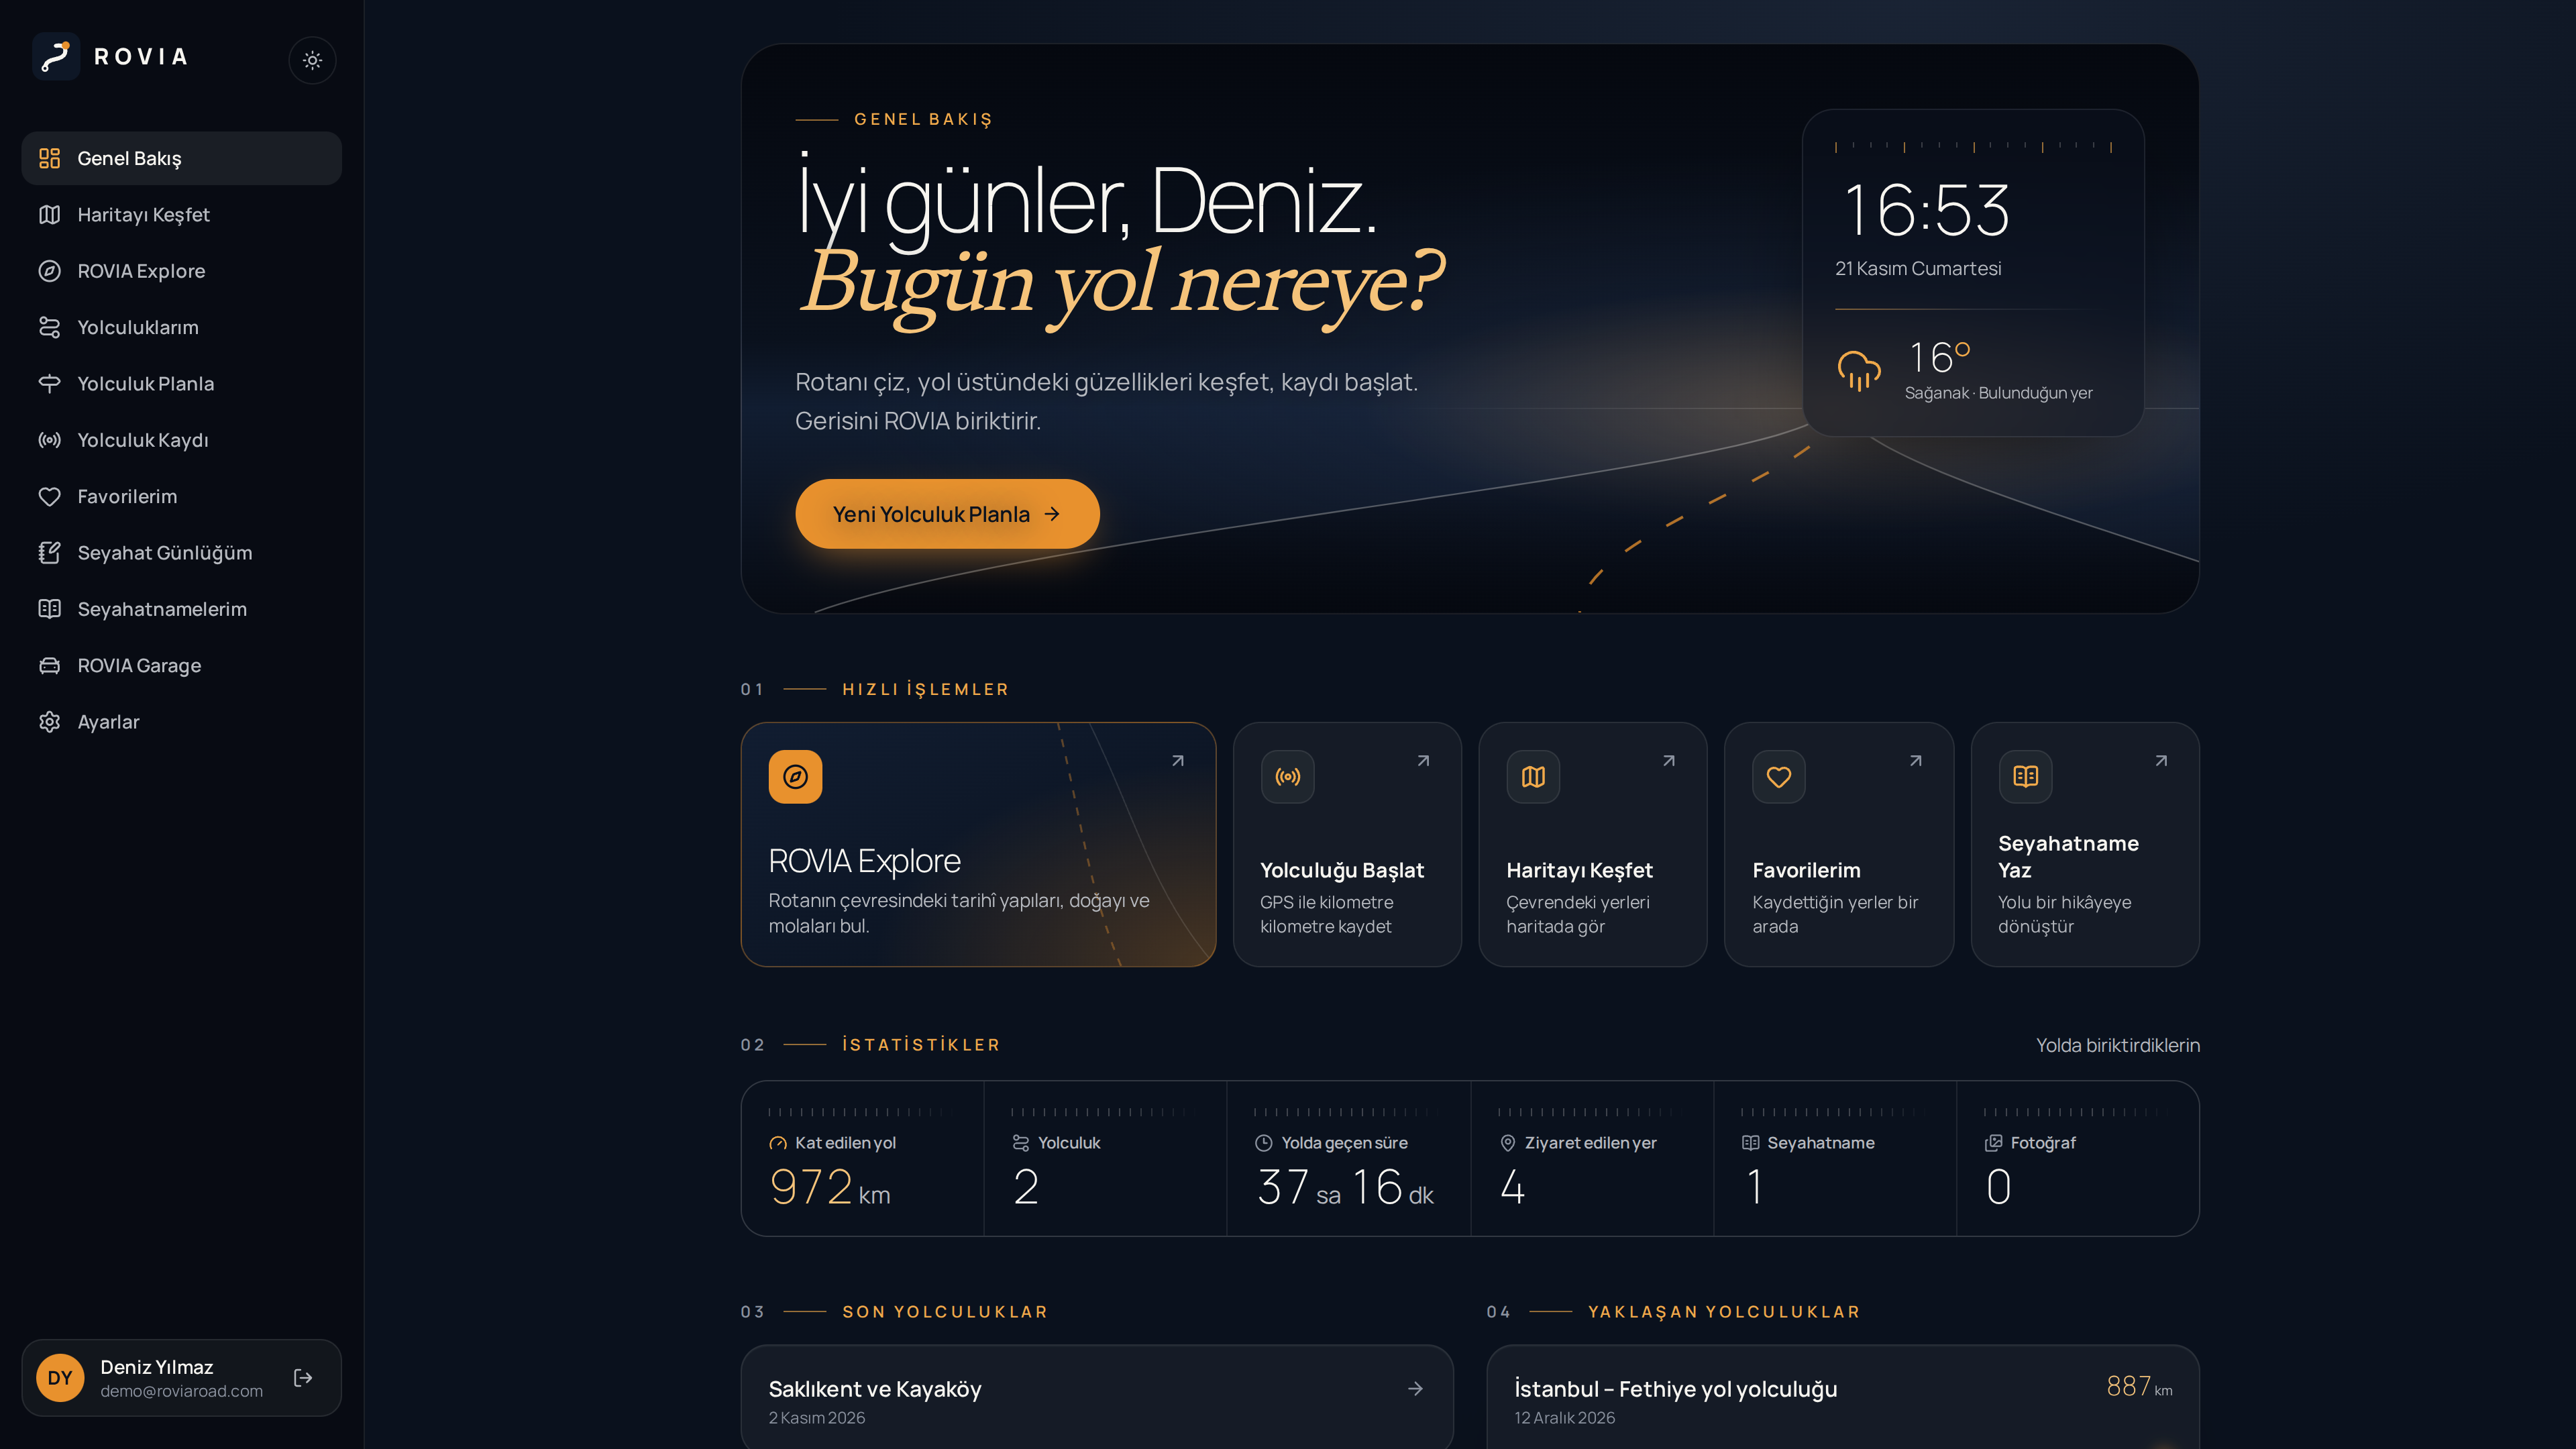 ROVIA
Genel Bakış
Haritayı Keşfet
ROVIA Explore
Yolculuklarım
Yolculuk Planla
Yolculuk Kaydı
Favorilerim
Seyahat Günlüğüm
Seyahatnamelerim
ROVIA Garage
Ayarlar
DY
Deniz Yılmaz
demo@roviaroad.com
GENEL BAKIŞ
İyi günler, Deniz.
Bugün yol nereye?
Rotanı çiz, yol üstündeki güzellikleri keşfet, kaydı başlat.
Gerisini ROVIA biriktirir.
Yeni Yolculuk Planla
16:53
21 Kasım Cumartesi
16°
Sağanak · Bulunduğun yer
01 HIZLI İŞLEMLER
ROVIA Explore
Rotanın çevresindeki tarihî yapıları, doğayı ve
molaları bul.
Yolculuğu Başlat
GPS ile kilometre
kilometre kaydet
Haritayı Keşfet
Çevrendeki yerleri
haritada gör
Favorilerim
Kaydettiğin yerler bir
arada
Seyahatname
Yaz
Yolu bir hikâyeye
dönüştür
02 İSTATİSTİKLER
Yolda biriktirdiklerin
Kat edilen yol
972 km
Yolculuk
2
Yolda geçen süre
37 sa 16 dk
Ziyaret edilen yer
4
Seyahatname
1
Fotoğraf
0
03 SON YOLCULUKLAR
Saklıkent ve Kayaköy
2 Kasım 2026
04 YAKLAŞAN YOLCULUKLAR
İstanbul – Fethiye yol yolculuğu
887 km
12 Aralık 2026